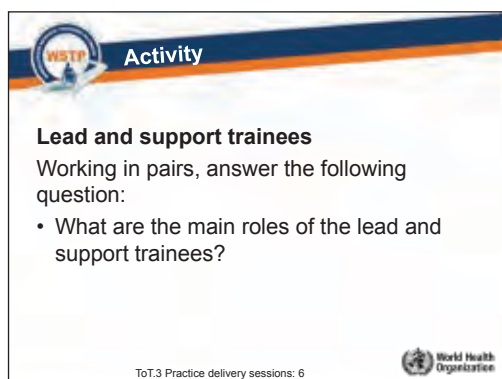 WSTP
Activity
Lead and support trainees
Working in pairs, answer the following
question:
• What are the main roles of the lead and
support trainees?
ToT.3 Practice delivery sessions: 6
World Health
Organization